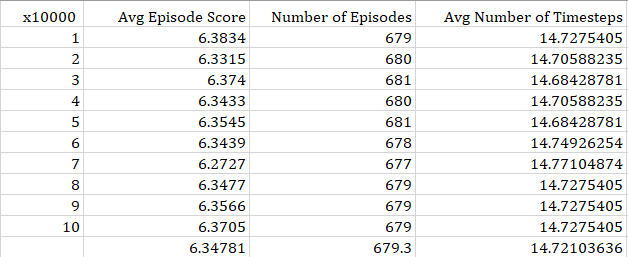 x10000 Avg Episode Score Number of Episodes Avg Number of Timesteps
1 6.3834 679 14.7275405
2 6.3315 680 14.70588235
3 6.374 681 14.68428781
4 6.3433 680 14.70588235
5 6.3545 681 14.68428781
6 6.3439 678 14.74926254
7 6.2727 677 14.77104874
8 6.3477 679 14.7275405
9 6.3566 679 14.7275405
10 6.3705 679 14.7275405
6.34781 679.3 14.72103636